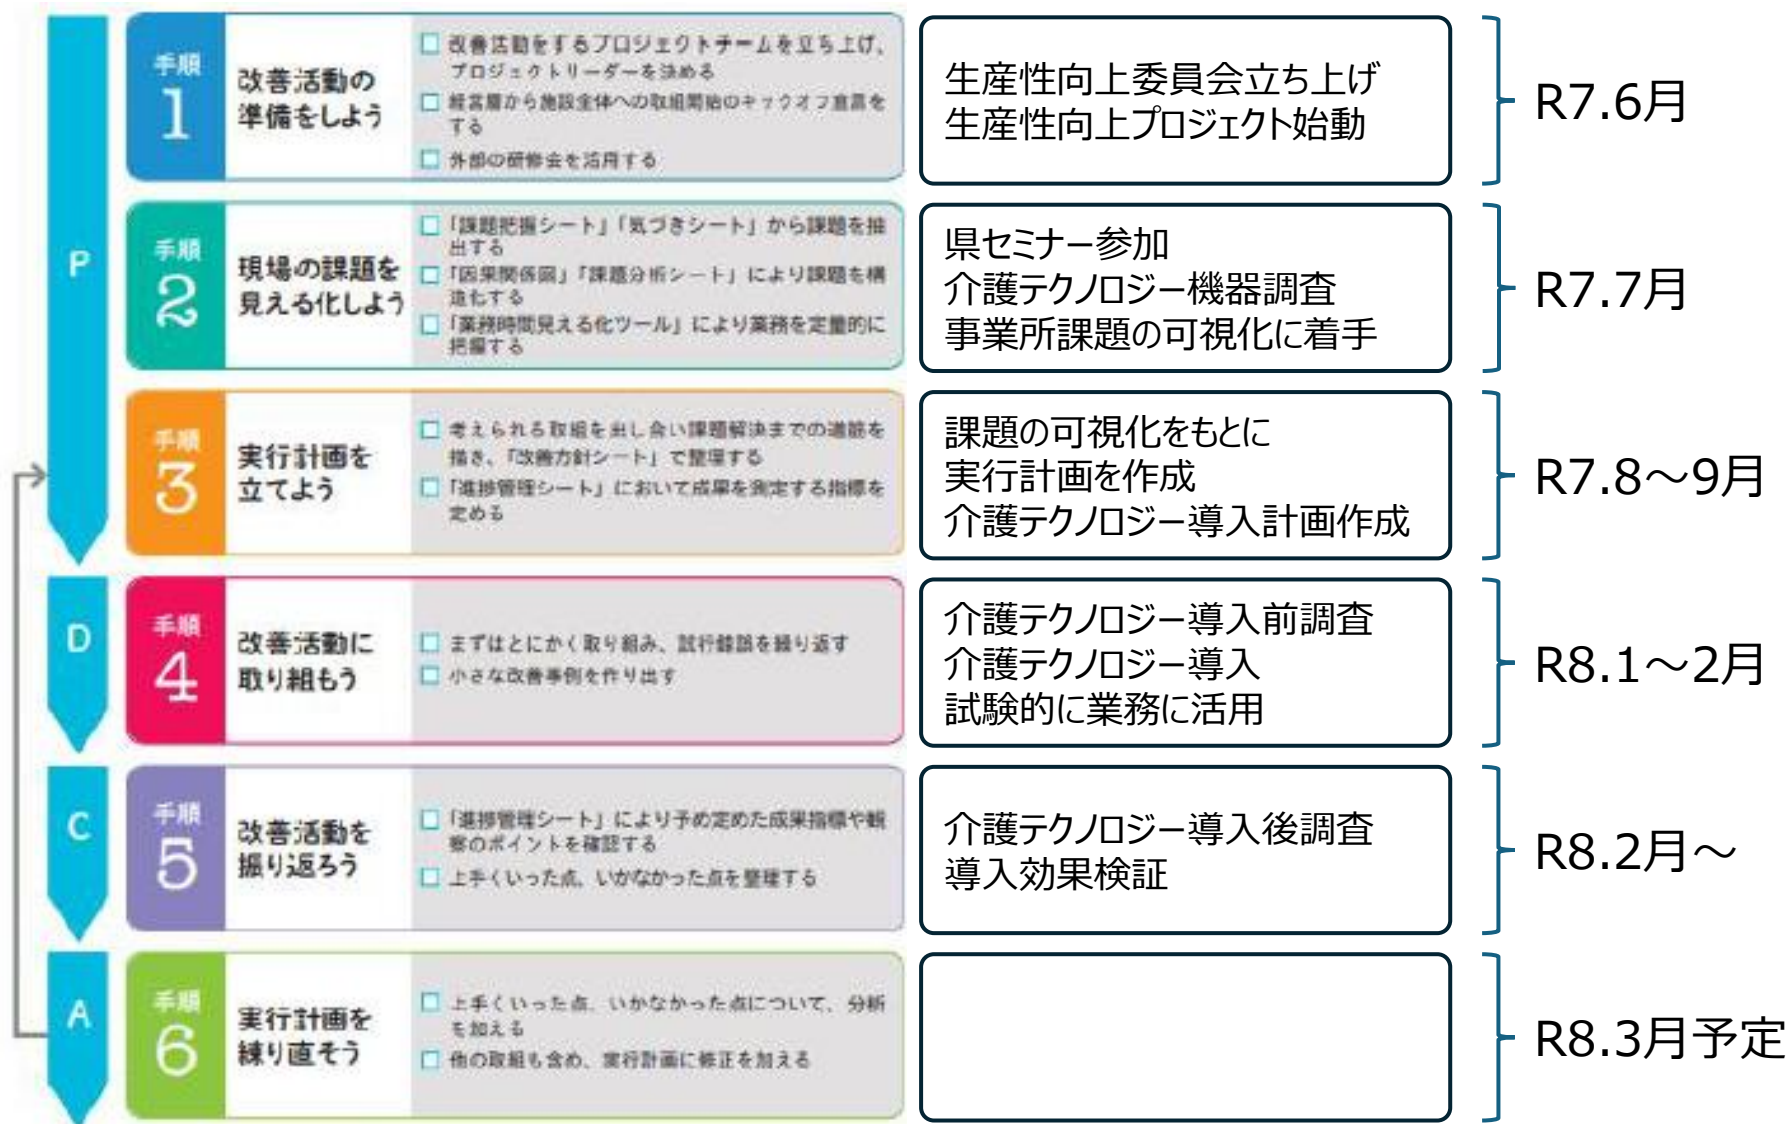 P
手順
1
改善活動の
準備をしよう
□ 改善活動をするプロジェクトチームを立ち上げ、
プロジェクトリーダーを決める
□ 経営層から施設全体への取組開始のキックオフ宣言を
する
□ 外部の研修会を活用する
生産性向上委員会立ち上げ
生産性向上プロジェクト始動
R7.6月
手順
2
現場の課題を
見える化しよう
□ 「課題把握シート」「気づきシート」から課題を抽
出する
□ 「因果関係図」「課題分析シート」により課題を構
造化する
□ 「業務時間見える化ツール」により業務を定量的に
把握する
県セミナー参加
介護テクノロジー機器調査
事業所課題の可視化に着手
R7.7月
手順
3
実行計画を
立てよう
□ 考えられる取組を出し合い課題解決までの道筋を
描き、「改善方針シート」で整理する
□ 「進捗管理シート」において成果を測定する指標を
定める
課題の可視化をもとに
実行計画を作成
介護テクノロジー導入計画作成
R7.8～9月
D
手順
4
改善活動に
取り組もう
□ まずはとにかく取り組み、試行錯誤を繰り返す
□ 小さな改善事例を作り出す
介護テクノロジー導入前調査
介護テクノロジー導入
試験的に業務に活用
R8.1～2月
C
手順
5
改善活動を
振り返ろう
□ 「進捗管理シート」により予め定めた成果指標や観
察のポイントを確認する
□ 上手くいった点、いかなかった点を整理する
介護テクノロジー導入後調査
導入効果検証
R8.2月～
A
手順
6
実行計画を
練り直そう
□ 上手くいった点、いかなかった点について、分析
を加える
□ 他の取組も含め、実行計画に修正を加える
R8.3月予定